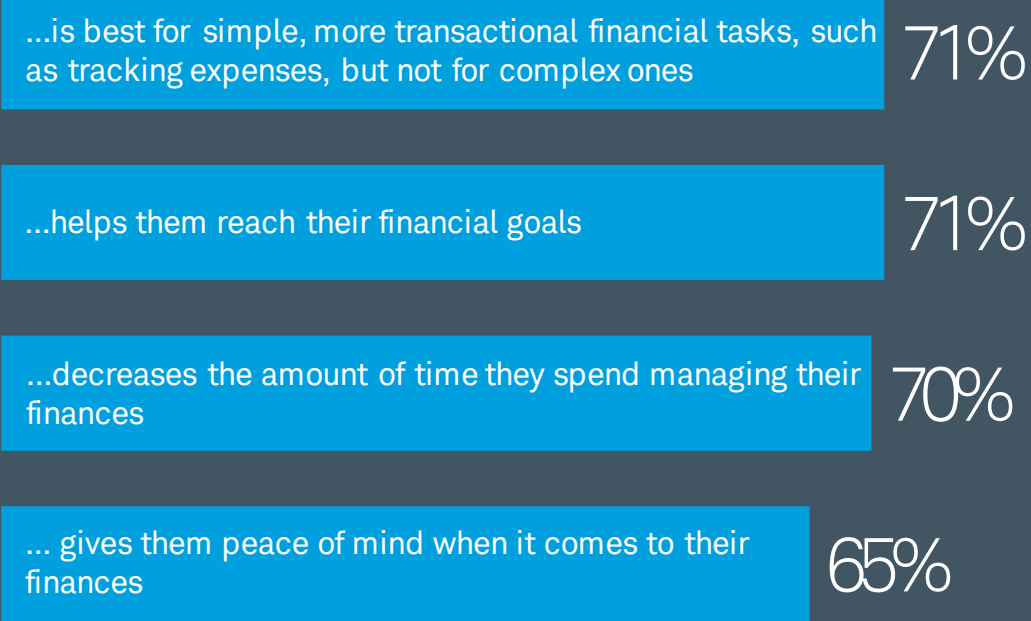 ...is best for simple, more transactional financial tasks, such
as tracking expenses, but not for complex ones
71%
...helps them reach their financial goals
71%
...decreases the amount of time they spend managing their
finances
70%
... gives them peace of mind when it comes to their
finances
65%